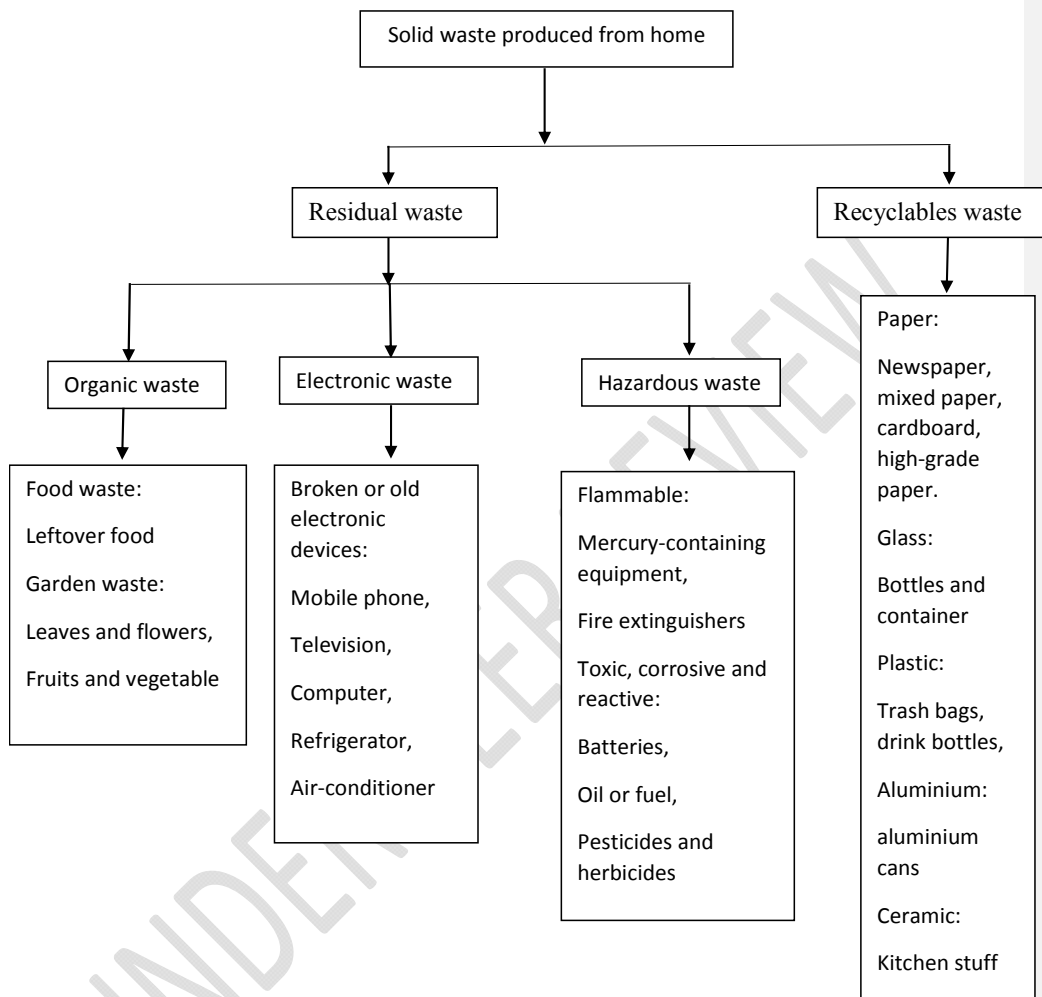 Solid waste produced from home
Residual waste
Recyclables waste
Organic waste
Electronic waste
Hazardous waste
Food waste:
Leftover food
Garden waste:
Leaves and flowers,
Fruits and vegetable
Broken or old
electronic
devices:
Mobile phone,
Television,
Computer,
Refrigerator,
Air-conditioner
Flammable:
Mercury-containing
equipment,
Fire extinguishers
Toxic, corrosive and
reactive:
Batteries,
Oil or fuel,
Pesticides and
herbicides
Paper:
Newspaper,
mixed paper,
cardboard,
high-grade
paper.
Glass:
Bottles and
container
Plastic:
Trash bags,
drink bottles,
Aluminium:
aluminium
cans
Ceramic:
Kitchen stuff